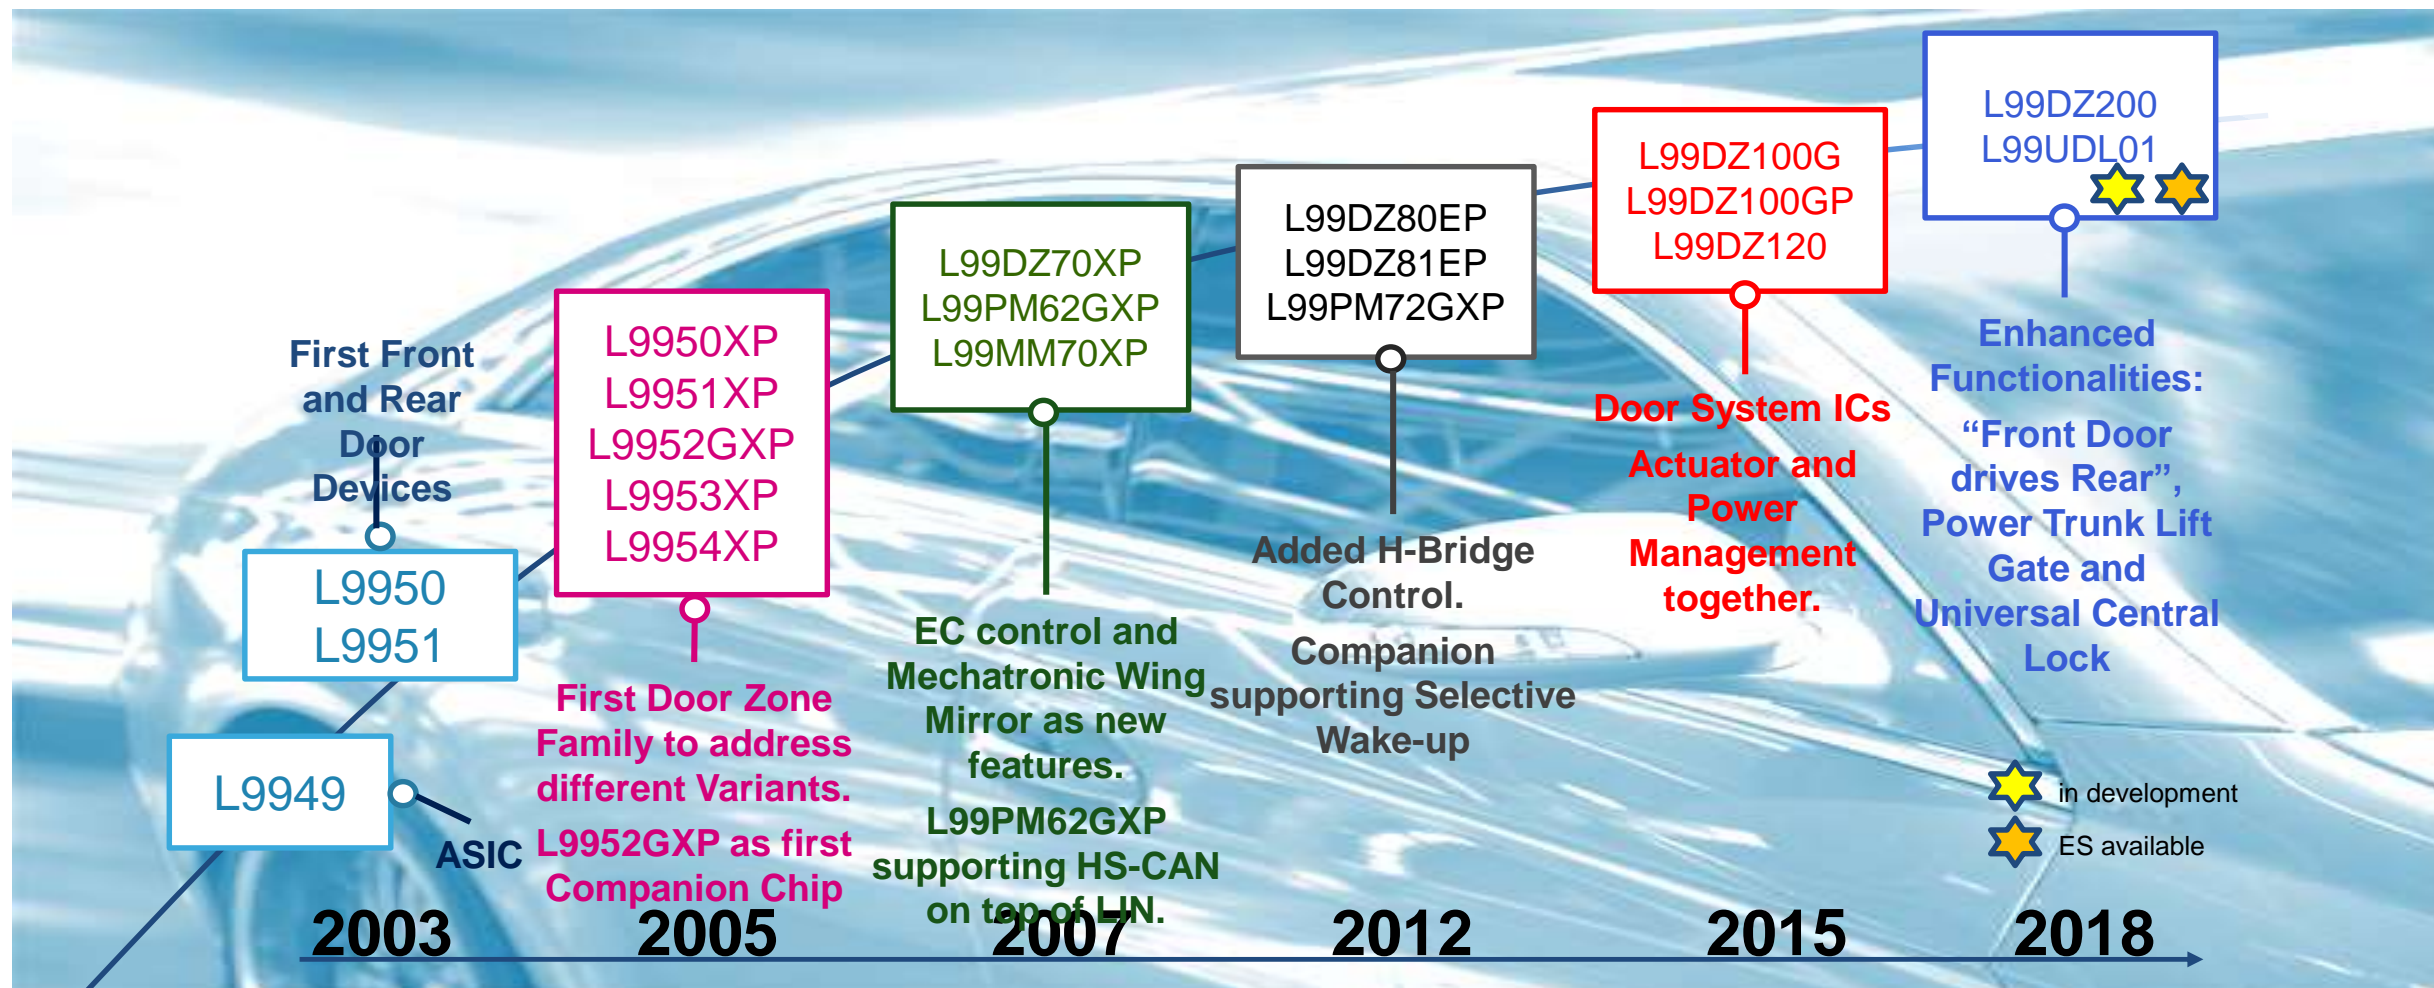 First Front
and Rear
Door
Devices
L9950
L9951
L9949
ASIC
L9950XP
L9951XP
L9952GXP
L9953XP
L9954XP
First Door Zone
Family to address
different Variants.
L9952GXP as first
Companion Chip
L99DZ70XP
L99PM62GXP
L99MM70XP
EC control and
Mechatronic Wing
Mirror as new
features.
L99PM62GXP
supporting HS-CAN
on top of LIN.
L99DZ80EP
L99DZ81EP
L99PM72GXP
Added H-Bridge
Control.
Companion
supporting Selective
Wake-up
L99DZ100G
L99DZ100GP
L99DZ120
Door System ICs
Actuator and
Power
Management
together.
L99DZ200
L99UDL01
Enhanced
Functionalities:
“Front Door
drives Rear”,
Power Trunk Lift
Gate and
Universal Central
Lock
in development
ES available
2003 2005 2007 2012 2015 2018